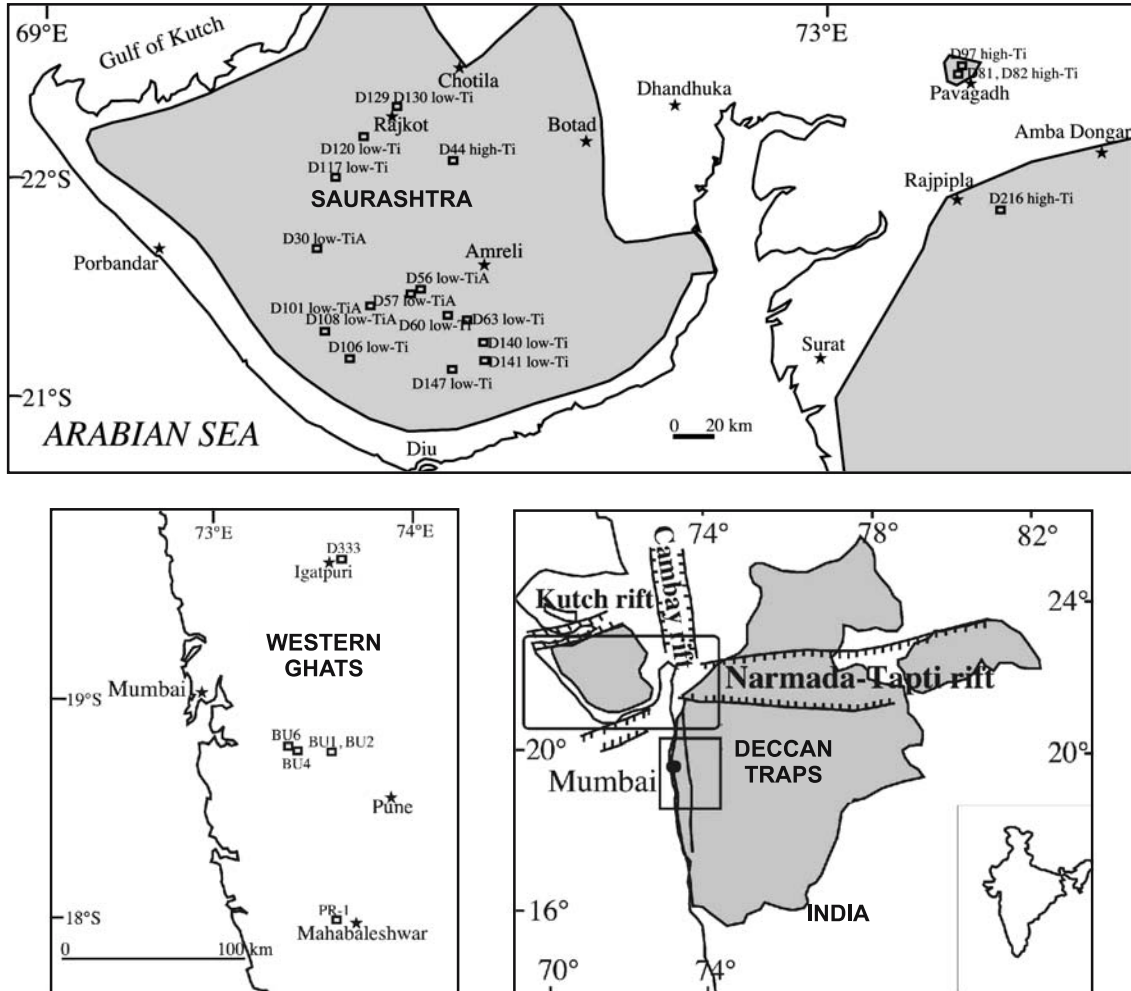 69°E
73°E
Gulf of Kutch
Chotila
D97 high-Ti
D81, D82 high-Ti
Pavagadh
D129 D130 low-Ti
Rajkot
Dhandhuka
Botad
Amba Dongar
D120 low-Ti
D44 high-Ti
D117 low-Ti
22°S
SAURASHTRA
Rajpipla
D216 high-Ti
D30 low-TiA
Porbandar
Amreli
D56 low-TiA
D57 low-TiA
D101 low-TiA
D108 low-TiA
D60 low-Ti
D63 low-Ti
D106 low-Ti
D140 low-Ti
D141 low-Ti
D147 low-Ti
Surat
21°S
ARABIAN SEA
Diu
0 20 km
73°E
74°E
D333
Igatpuri
WESTERN
GHATS
Mumbai
19°S
BU6
BU1, BU2
BU4
Pune
PR-1
18°S
Mahabaleshwar
0
100 km
74°
78°
82°
Cambay rift
24°
Kutch rift
Narmada-Tapti rift
20°
DECCAN
TRAPS
20°
Mumbai
16°
INDIA
70°
74°